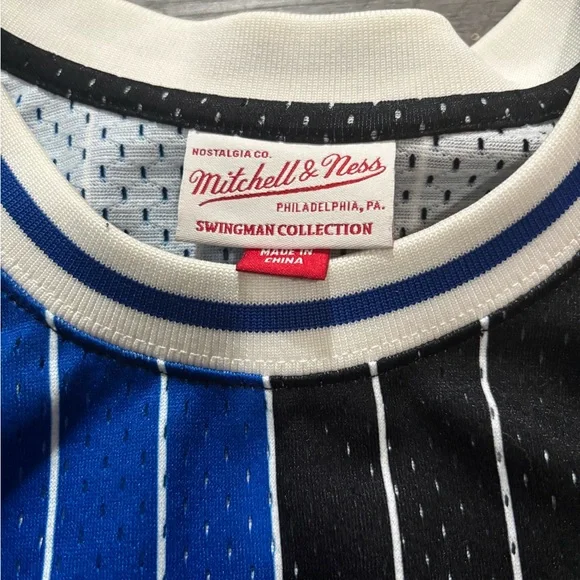 NOSTALGIA CO.
Mitchell & Ness
PHILADELPHIA, PA.
SWINGMAN COLLECTION
MADE IN
CHINA